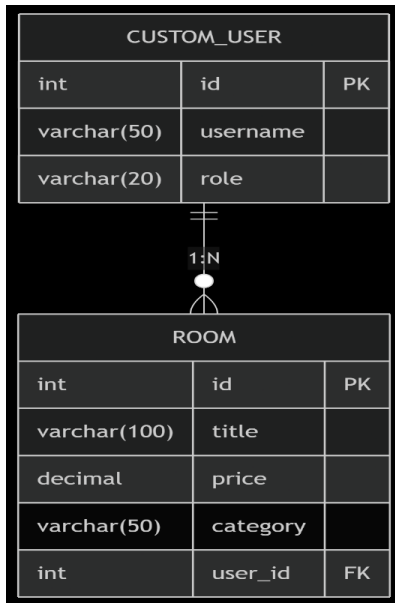 CUSTOM_USER
int id PK
varchar(50) username
varchar(20) role
1:N
ROOM
int id PK
varchar(100) title
decimal price
varchar(50) category
int user_id FK